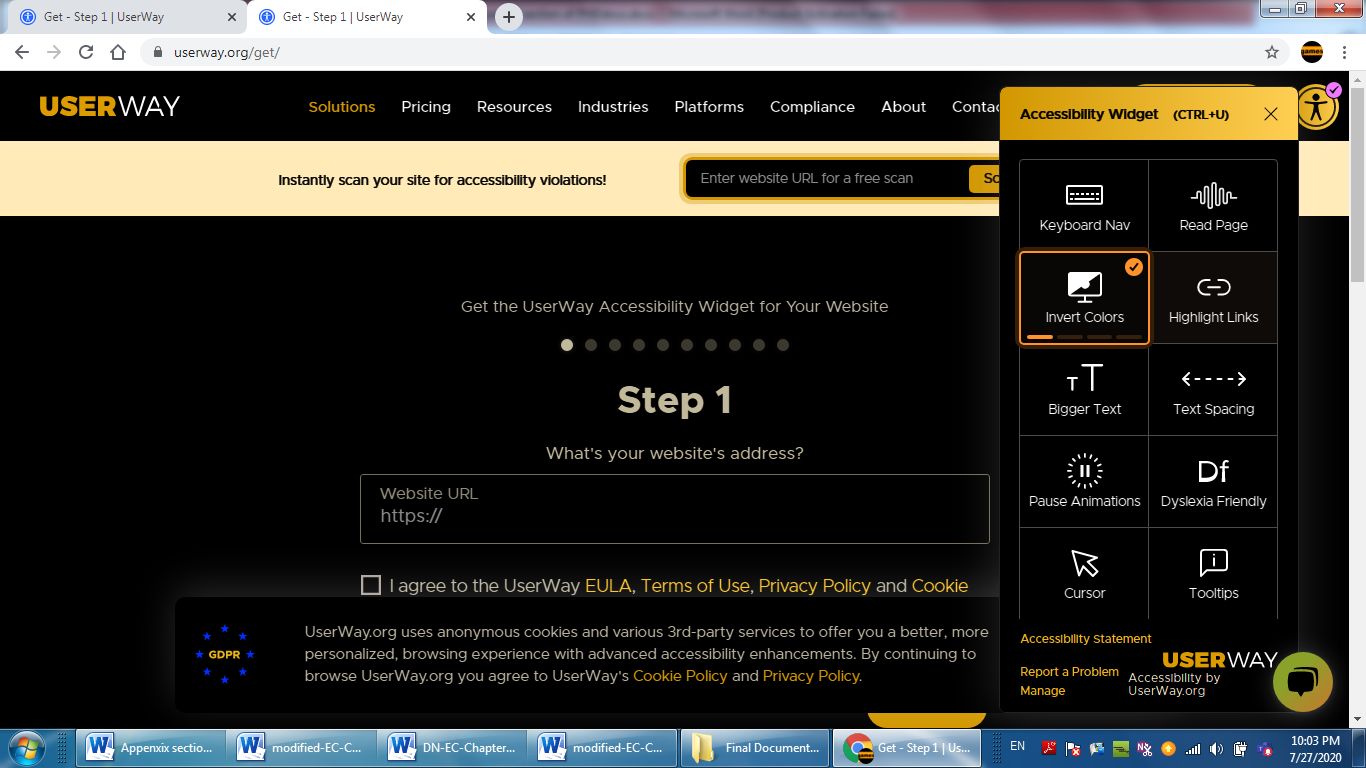 Get - Step 1 | UserWay
Get - Step 1 | UserWay
userway.org/get/
games
USERWAY
Solutions Pricing Resources Industries Platforms Compliance About
Instantly scan your site for accessibility violations!
Enter website URL for a free scan
Get the UserWay Accessibility Widget for Your Website
Step 1
What's your website's address?
Website URL
https://
I agree to the UserWay EULA, Terms of Use, Privacy Policy and Cookie
GDPR
UserWay.org uses anonymous cookies and various 3rd-party services to offer you a better, more
personalized, browsing experience with advanced accessibility enhancements. By continuing to
browse UserWay.org you agree to UserWay's Cookie Policy and Privacy Policy.
Accessibility Widget (CTRL+U)
Keyboard Nav
Read Page
Invert Colors
Highlight Links
Bigger Text
Text Spacing
Pause Animations
Df
Dyslexia Friendly
Cursor
Tooltips
Accessibility Statement
Report a Problem
Manage
USERWAY
Accessibility by
UserWay.org
Appenxix sectio...
modified-EC-C...
DN-EC-Chapter...
modified-EC-C...
Final Document...
Get - Step 1 | Us...
EN
10:03 PM
7/27/2020